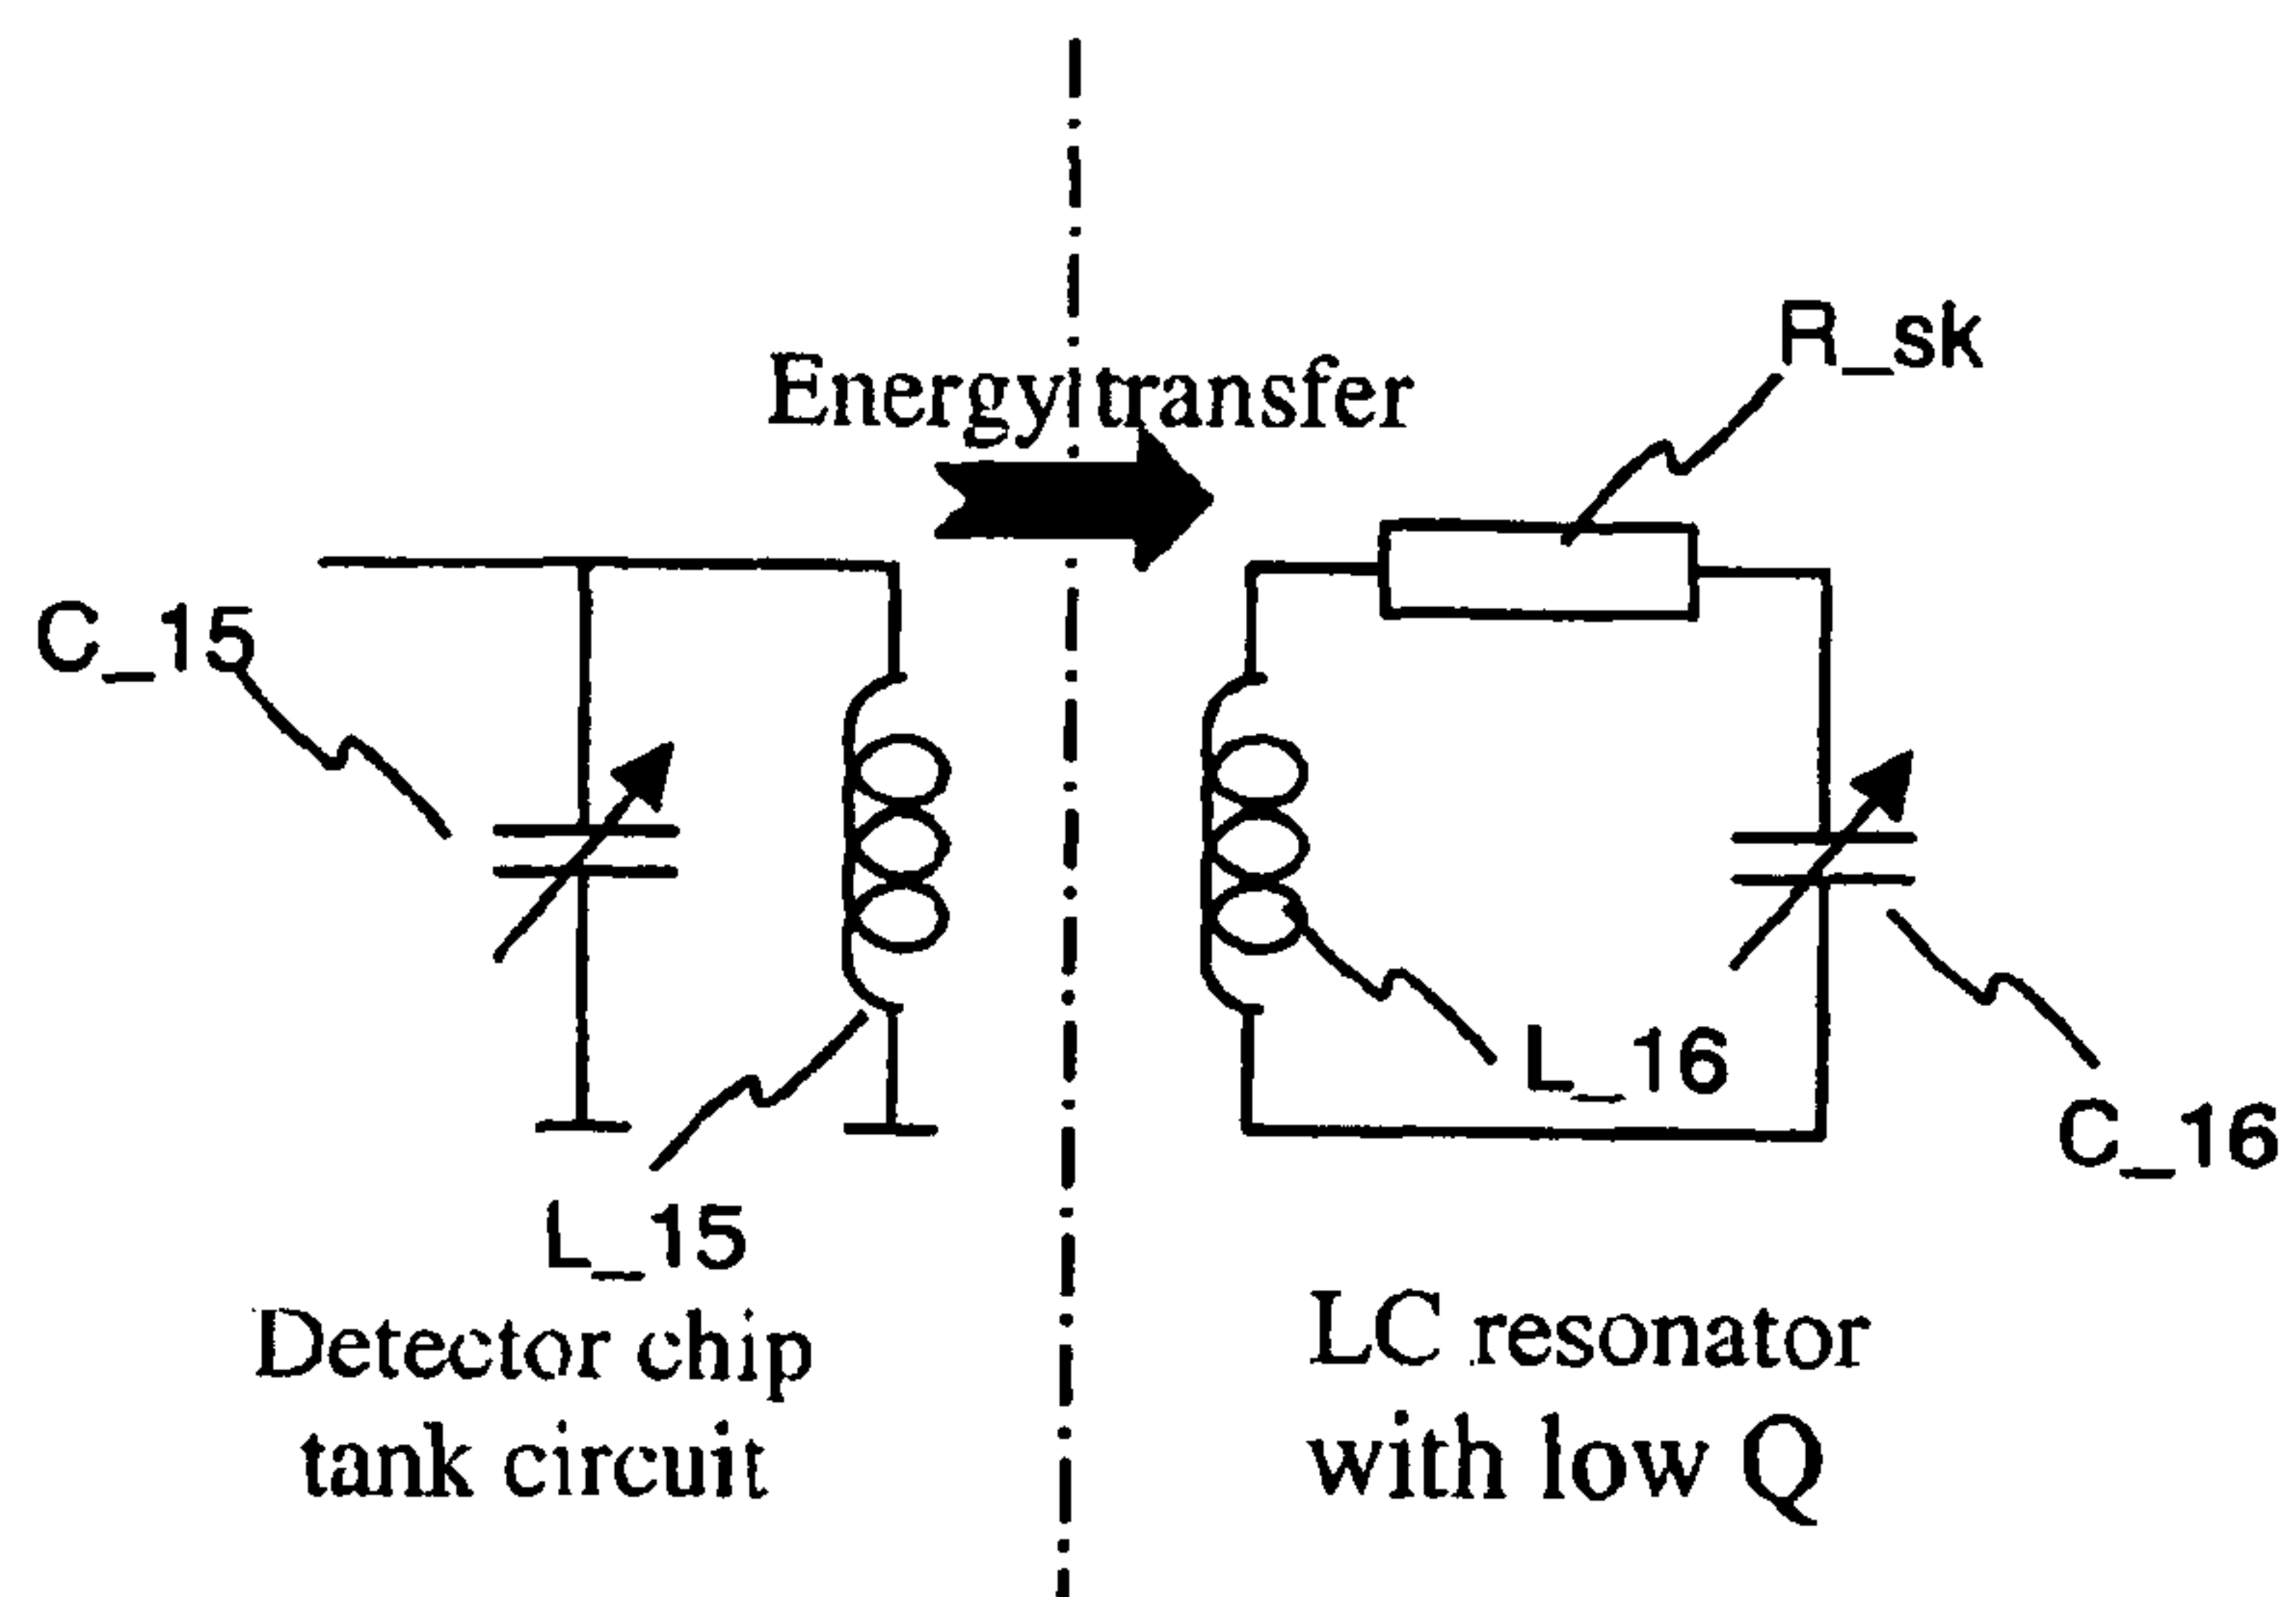 Energy transfer
R_sk
C_15
L_16
C_16
L_15
Detector chip
tank circuit
LC resonator
with low Q